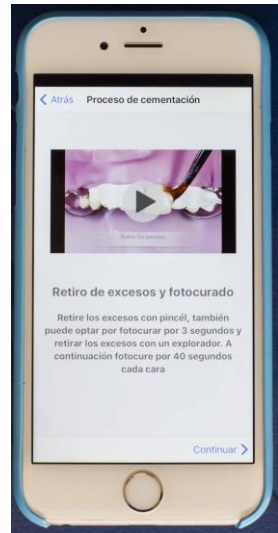 Atrás Proceso de cementación
Retire los excesos
Retiro de excesos y fotocurado
Retire los excesos con pincél, también
puede optar por fotocurar por 3 segundos y
retirar los excesos con un explorador. A
continuación fotocure por 40 segundos
cada cara
Continuar